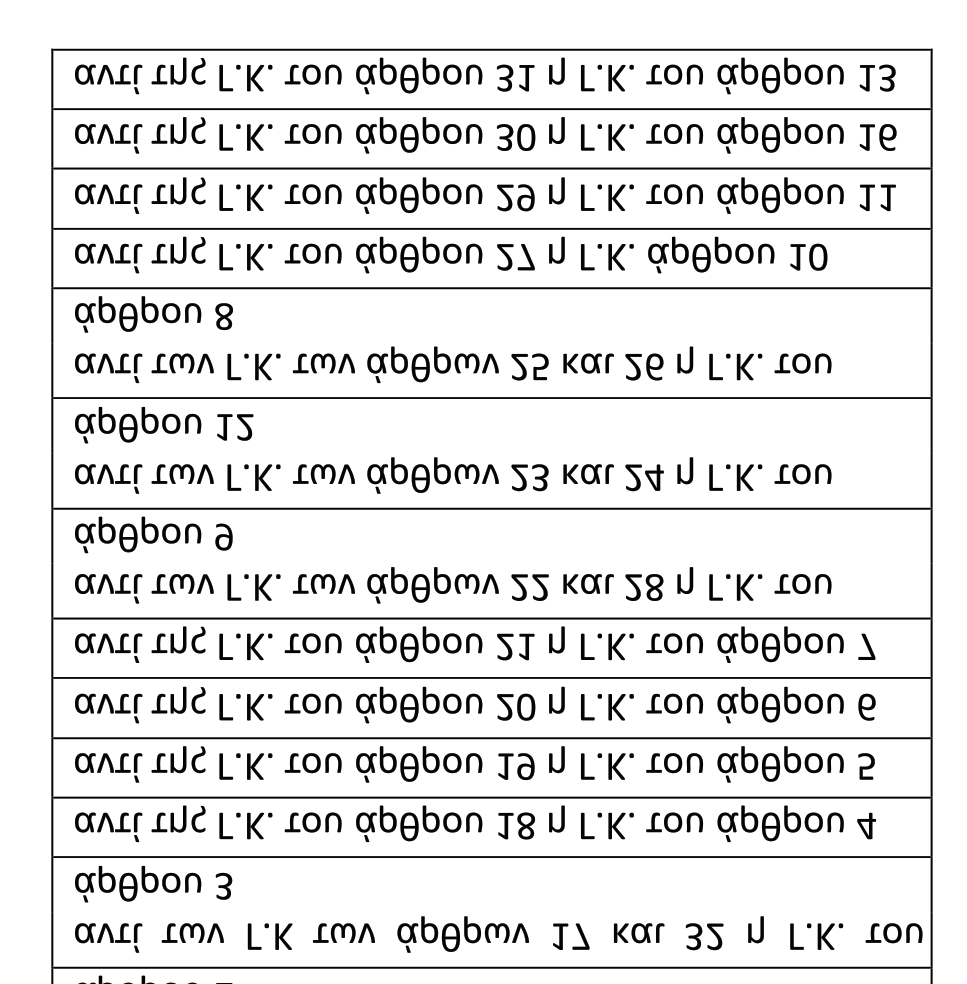 αντί των Γ.Κ των άρθρων 17 και 32 η Γ.Κ. του
άρθρου 3
αντί της Γ.Κ. του άρθρου 18 η Γ.Κ. του άρθρου 4
αντί της Γ.Κ. του άρθρου 19 η Γ.Κ. του άρθρου 5
αντί της Γ.Κ. του άρθρου 20 η Γ.Κ. του άρθρου 6
αντί της Γ.Κ. του άρθρου 21 η Γ.Κ. του άρθρου 7
αντί των Γ.Κ. των άρθρων 22 και 28 η Γ.Κ. του
άρθρου 9
αντί των Γ.Κ. των άρθρων 23 και 24 η Γ.Κ. του
άρθρου 12
αντί των Γ.Κ. των άρθρων 25 και 26 η Γ.Κ. του
άρθρου 8
αντί της Γ.Κ. του άρθρου 27 η Γ.Κ. άρθρου 10
αντί της Γ.Κ. του άρθρου 29 η Γ.Κ. του άρθρου 11
αντί της Γ.Κ. του άρθρου 30 η Γ.Κ. του άρθρου 16
αντί της Γ.Κ. του άρθρου 31 η Γ.Κ. του άρθρου 13